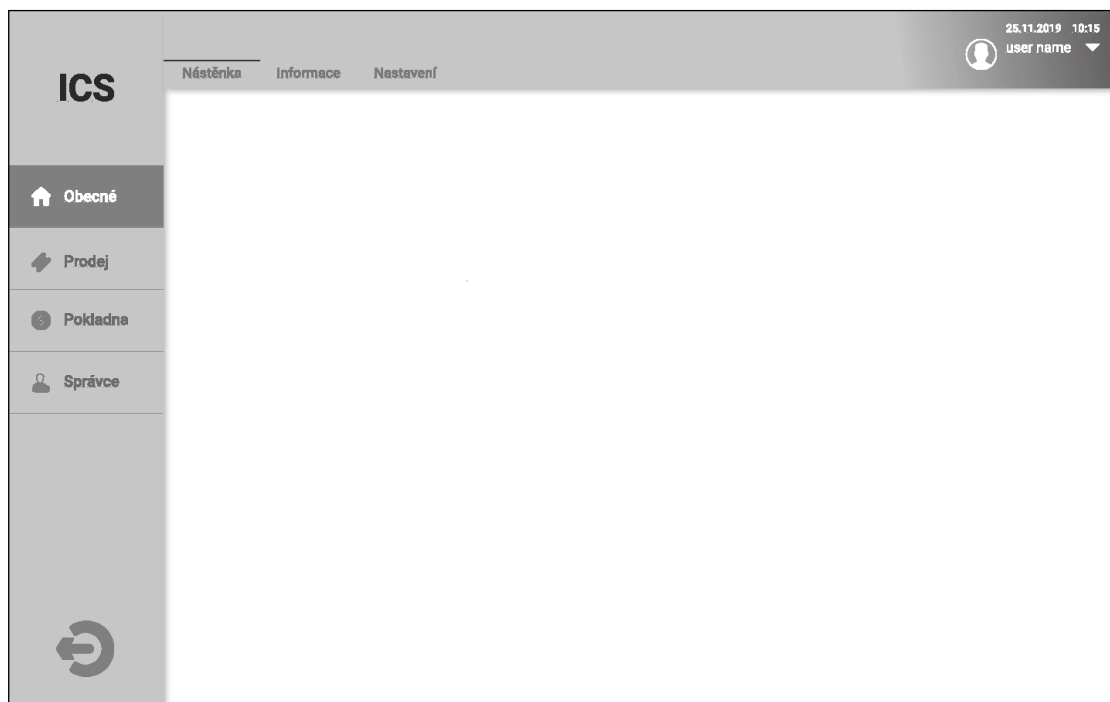 25.11.2019 10:15
user name
ICS
Nástěnka Informace Nastavení
Obecné
Prodej
Pokladna
Správce